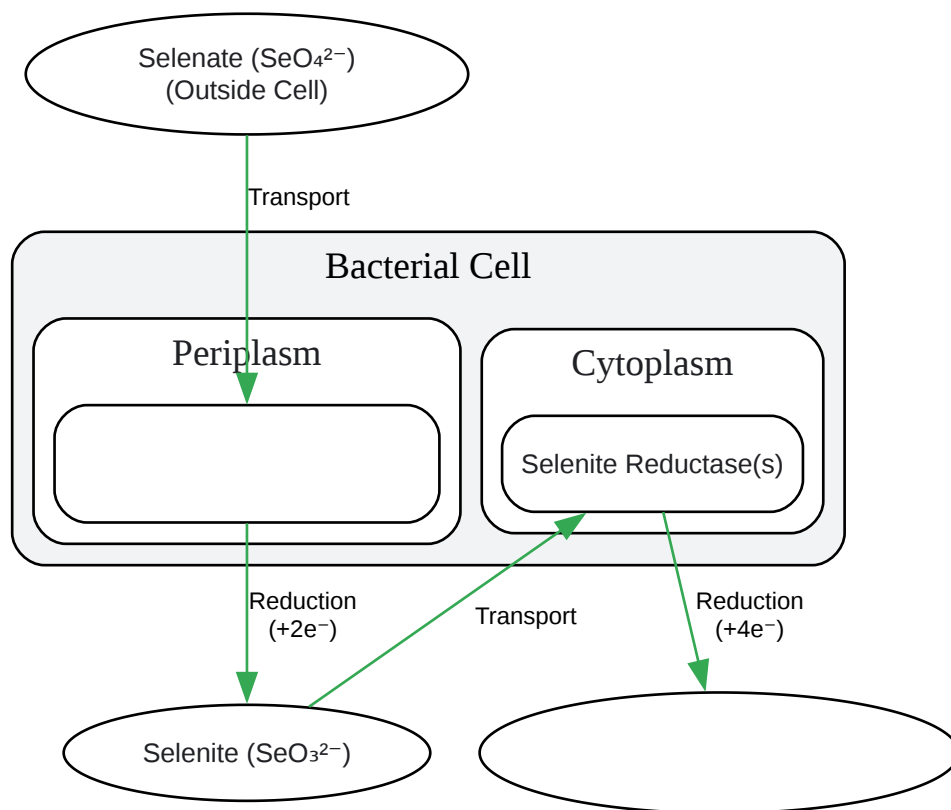 Selenate (SeO₄²⁻)
(Outside Cell)
Transport
Bacterial Cell
Periplasm
Cytoplasm
Selenite Reductase(s)
Reduction
(+2e⁻)
Transport
Reduction
(+4e⁻)
Selenite (SeO₃²⁻)